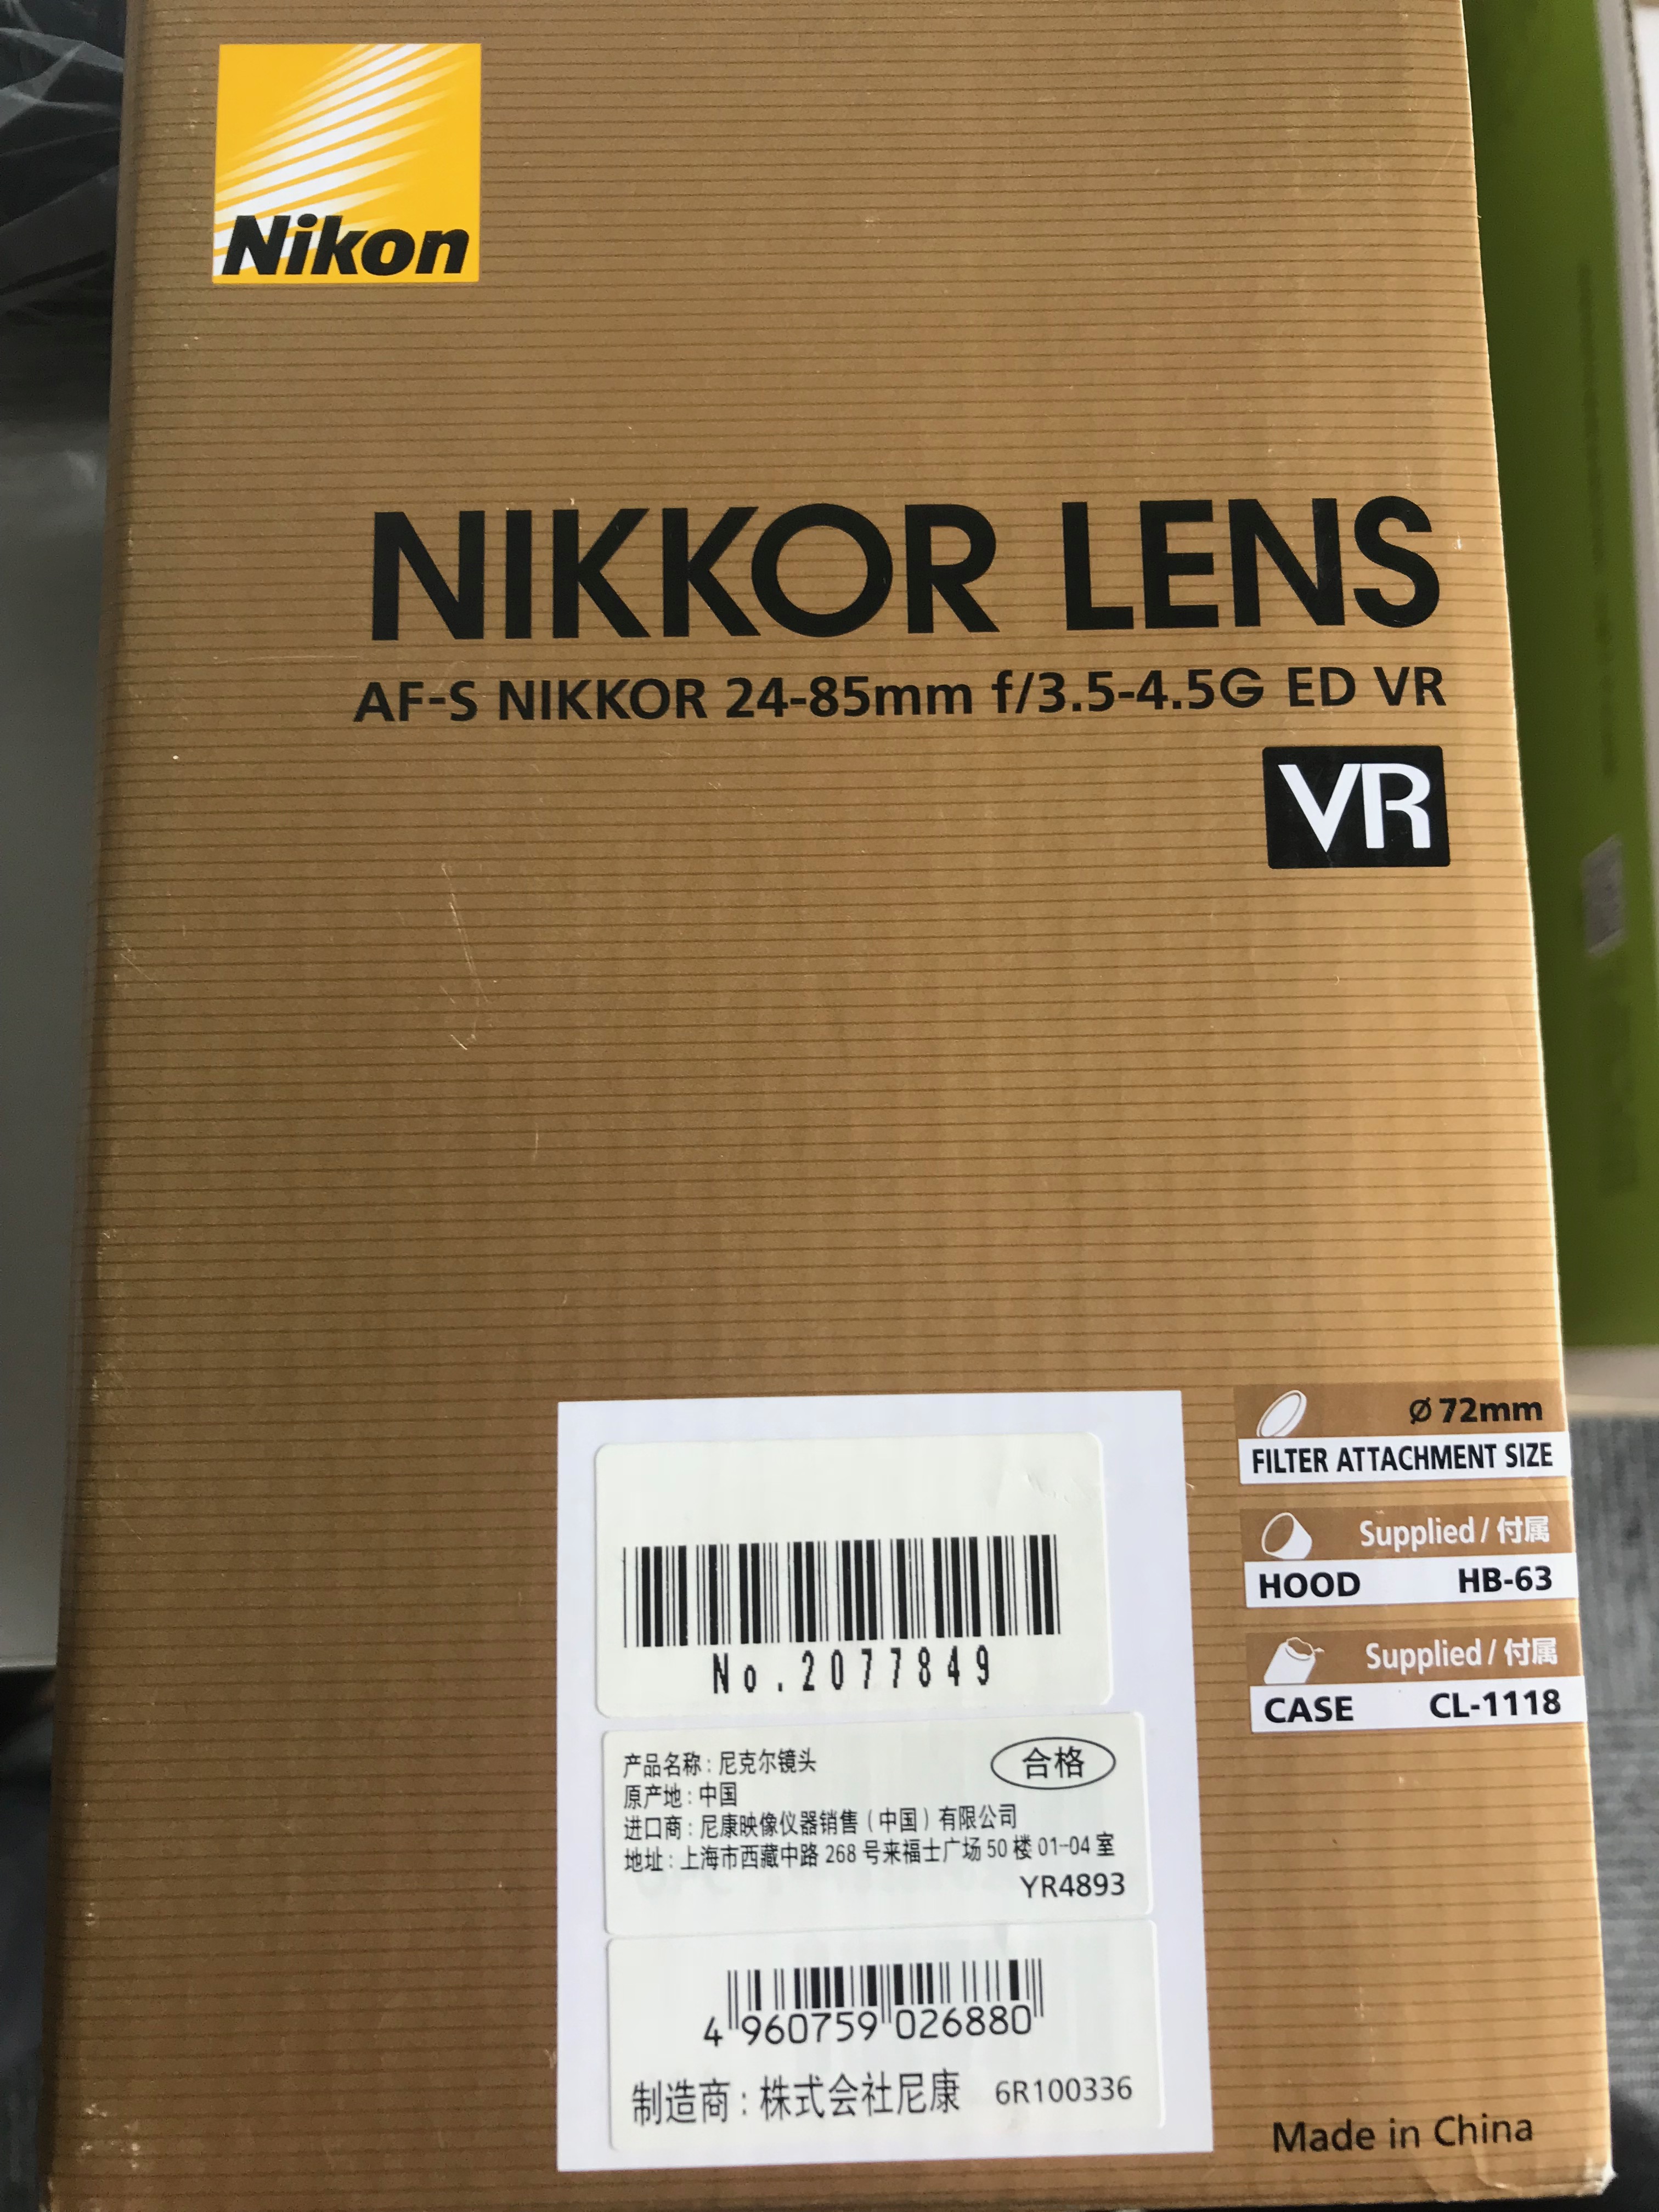 Nikon
NIKKOR LENS
AF-S NIKKOR 24-85mm f/3.5-4.5G ED VR
VR
Ø 72mm
FILTER ATTACHMENT SIZE
Supplied / 付属
HOOD HB-63
Supplied / 付属
CASE CL-1118
No.2077849
产品名称：尼克尔镜头
合格
原产地：中国
进口商：尼康映像仪器销售（中国）有限公司
地址：上海市西藏中路 268 号来福士广场 50 楼 01-04 室
YR4893
4 960759 026880
制造商：株式会社尼康 6R100336
Made in China